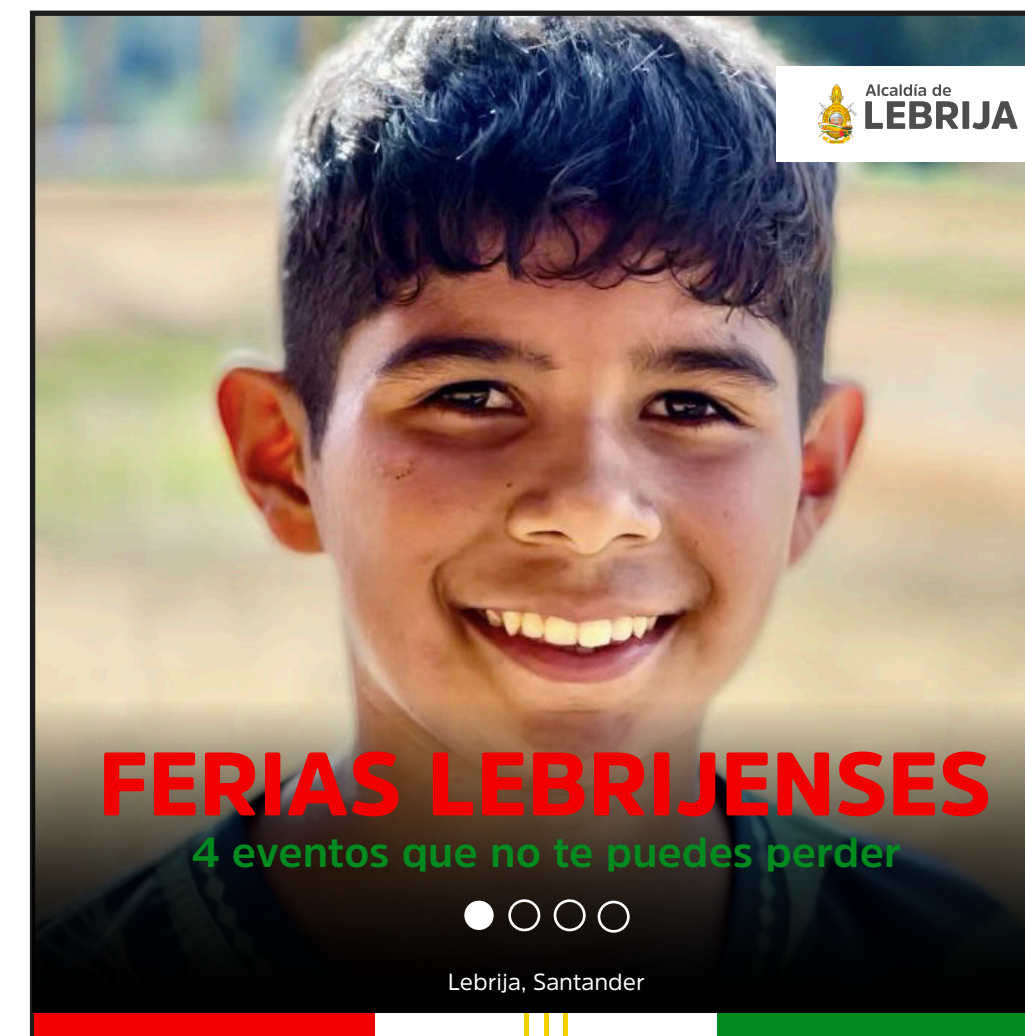 Alcaldía de
LEBRIJA
FERIAS LEBRIJENSES
4 eventos que no te puedes perder
Lebrija, Santander